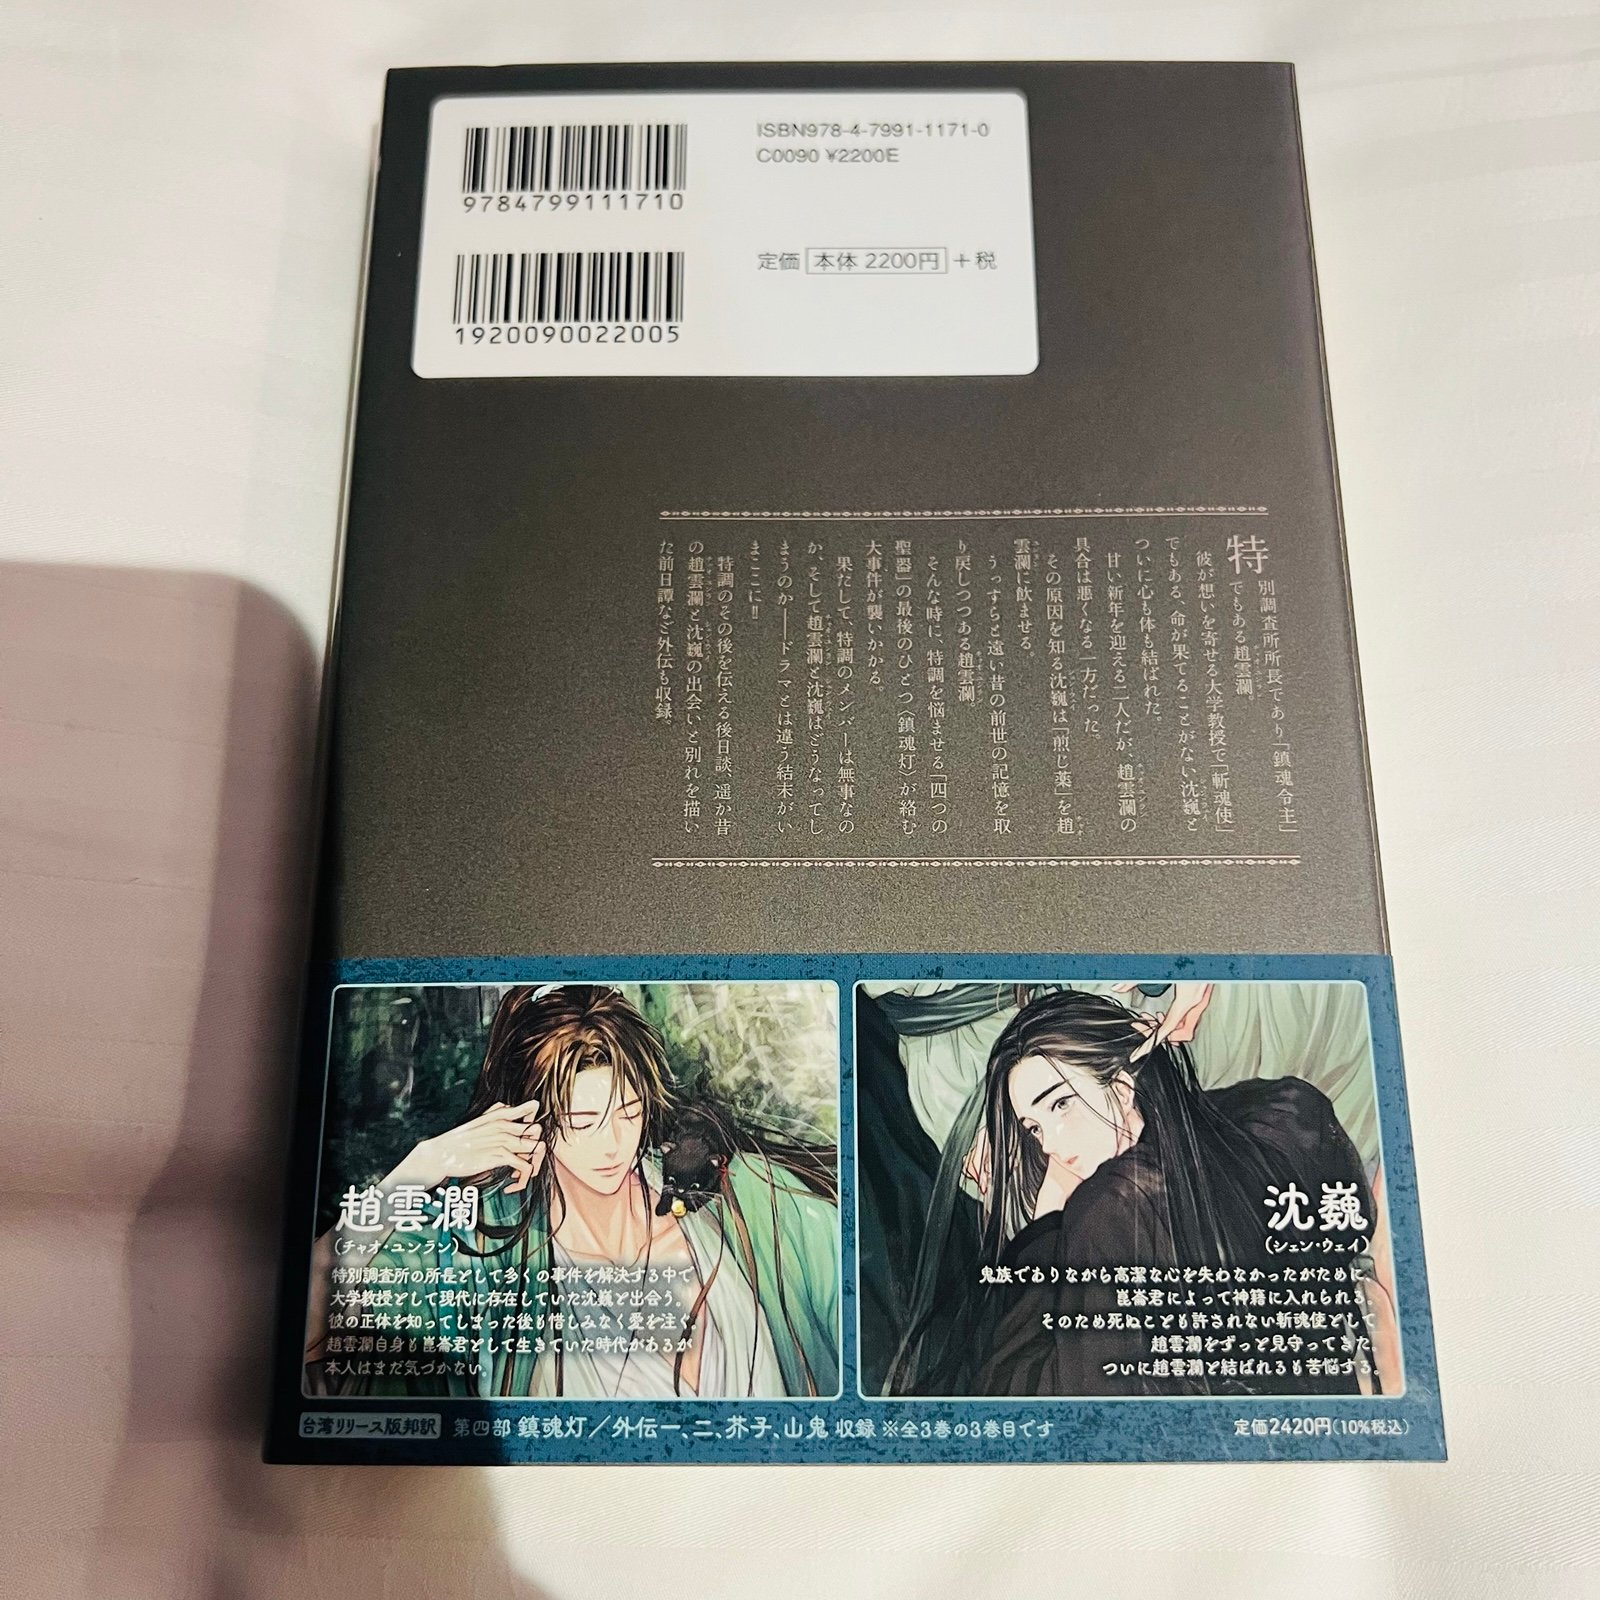 ISBN978-4-7991-1171-0
C0090 ¥2200E
9784799111710
定価 本体 2200円 +税
1920090022005
特別調査所所長であり「鎮魂令主」
でもある趙雲瀾。
彼が想いを寄せる大学教授で「斬魂使」
でもある、命が果てることがない沈巍と
ついに心も体も結ばれた。
甘い新年を迎える二人だが、趙雲瀾の
具合は悪くなる一方だった。
その原因を知る沈巍は「煎じ薬」を趙
雲瀾に飲ませる。
うっすらと遠い昔の前世の記憶を取
り戻しつつある趙雲瀾。
そんな時に、特調を悩ませる「四つの
聖器」の最後のひとつ〈鎮魂灯〉が絡む
大事件が襲いかかる。
果たして、特調のメンバーは無事なの
か、そして趙雲瀾と沈巍はどうなってし
まうのか――ドラマとは違う結末がい
まここに!!
特調のその後を伝える後日談、遥か昔
の趙雲瀾と沈巍の出会いと別れを描い
た前日譚など外伝も収録。
趙雲瀾
(チャオ・ユンラン)
特別調査所の所長として多くの事件を解決する中で
大学教授として現代に存在していた沈巍と出会う。
彼の正体を知ってしまった後も惜しみなく愛を注ぐ。
趙雲瀾自身も崑崙君として生きていた時代があるが
本人はまだ気づかない。
沈巍
(シェン・ウェイ)
鬼族でありながら高潔な心を失わなかったがために、
崑崙君によって神籍に入れられる。
そのため死ぬことも許されない斬魂使として
趙雲瀾をずっと見守ってきた。
ついに趙雲瀾と結ばれるも苦悩する。
台湾リリース版邦訳 第四部 鎮魂灯/外伝一、二、芥子、山鬼 収録 ※全3巻の3巻目です
定価2420円(10%税込)